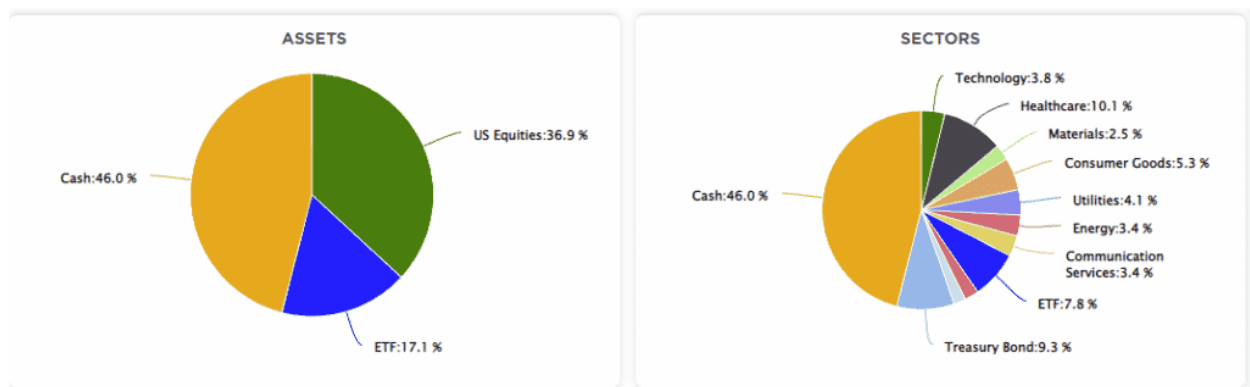 ASSETS
US Equities:36.9 %
Cash:46.0 %
ETF:17.1 %
SECTORS
Technology:3.8 %
Healthcare:10.1 %
Materials:2.5 %
Consumer Goods:5.3 %
Cash:46.0 %
Utilities:4.1 %
Energy:3.4 %
Communication
Services:3.4 %
ETF:7.8 %
Treasury Bond:9.3 %